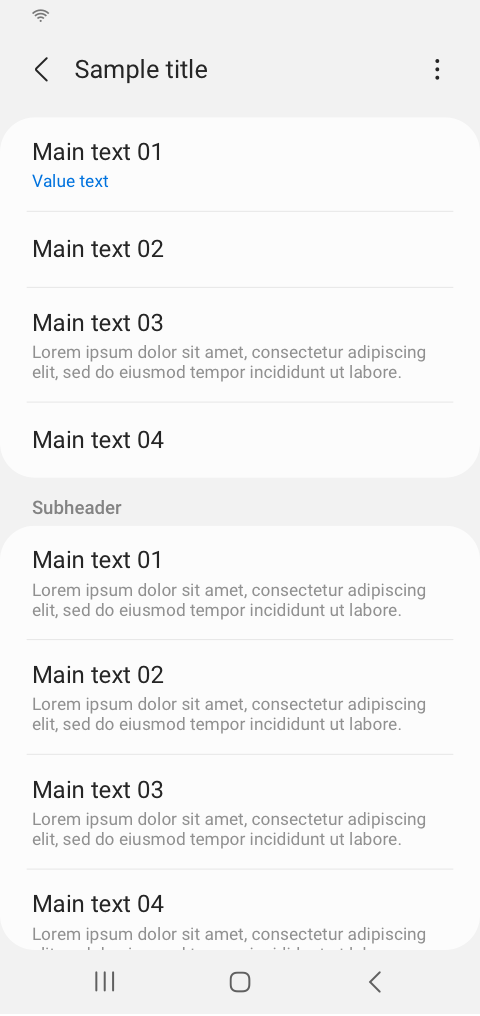 Sample title
Main text 01
Value text
Main text 02
Main text 03
Lorem ipsum dolor sit amet, consectetur adipiscing
elit, sed do eiusmod tempor incididunt ut labore.
Main text 04
Subheader
Main text 01
Lorem ipsum dolor sit amet, consectetur adipiscing
elit, sed do eiusmod tempor incididunt ut labore.
Main text 02
Lorem ipsum dolor sit amet, consectetur adipiscing
elit, sed do eiusmod tempor incididunt ut labore.
Main text 03
Lorem ipsum dolor sit amet, consectetur adipiscing
elit, sed do eiusmod tempor incididunt ut labore.
Main text 04
Lorem ipsum dolor sit amet, consectetur adipiscing